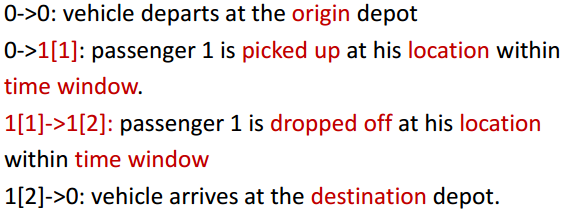 0->0: vehicle departs at the origin depot
0->1[1]: passenger 1 is picked up at his location within
time window.
1[1]->1[2]: passenger 1 is dropped off at his location
within time window
1[2]->0: vehicle arrives at the destination depot.